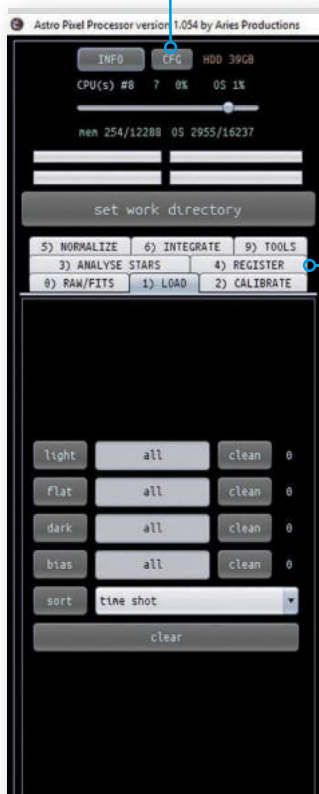 Astro Pixel Processor version 1.054 by Aries Productions
INFO CFG HDD 39GB
CPU(s) #8 7 0% OS 1%
mem 254/12288 OS 2955/16237
set work directory
5) NORMALIZE 6) INTEGRATE 9) TOOLS
3) ANALYSE STARS 4) REGISTER
0) RAW/FITS 1) LOAD 2) CALIBRATE
light all clean 0
flat all clean 0
dark all clean 0
bias all clean 0
sort time shot
clear